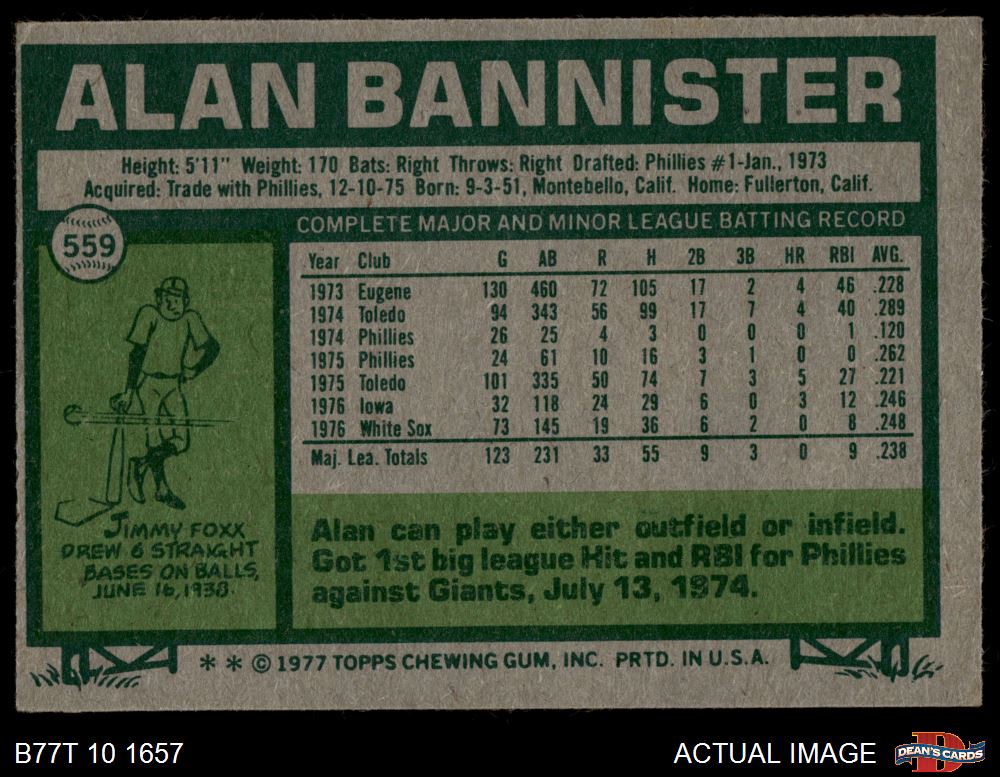 ALAN BANNISTER
Height: 5'11" Weight: 170 Bats: Right Throws: Right Drafted: Phillies #1-Jan., 1973
Acquired: Trade with Phillies, 12-10-75 Born: 9-3-51, Montebello, Calif. Home: Fullerton, Calif.
559
COMPLETE MAJOR AND MINOR LEAGUE BATTING RECORD
Year Club G AB R H 2B 3B HR RBI AVG.
1973 Eugene 130 460 72 105 17 2 4 46 .228
1974 Toledo 94 343 56 99 17 7 4 40 .289
1974 Phillies 26 25 4 3 0 0 0 1 .120
1975 Phillies 24 61 10 16 3 1 0 0 .262
1975 Toledo 101 335 50 74 7 3 5 27 .221
1976 Iowa 32 118 24 29 6 0 3 12 .246
1976 White Sox 73 145 19 36 6 2 0 8 .248
Maj. Lea. Totals 123 231 33 55 9 3 0 9 .238
JIMMY FOXX
DREW 6 STRAIGHT
BASES ON BALLS,
JUNE 16, 1938.
Alan can play either outfield or infield.
Got 1st big league Hit and RBI for Phillies
against Giants, July 13, 1974.
* * © 1977 TOPPS CHEWING GUM, INC. PRTD. IN U.S.A.
B77T 10 1657
ACTUAL IMAGE
D
DEAN'S CARDS